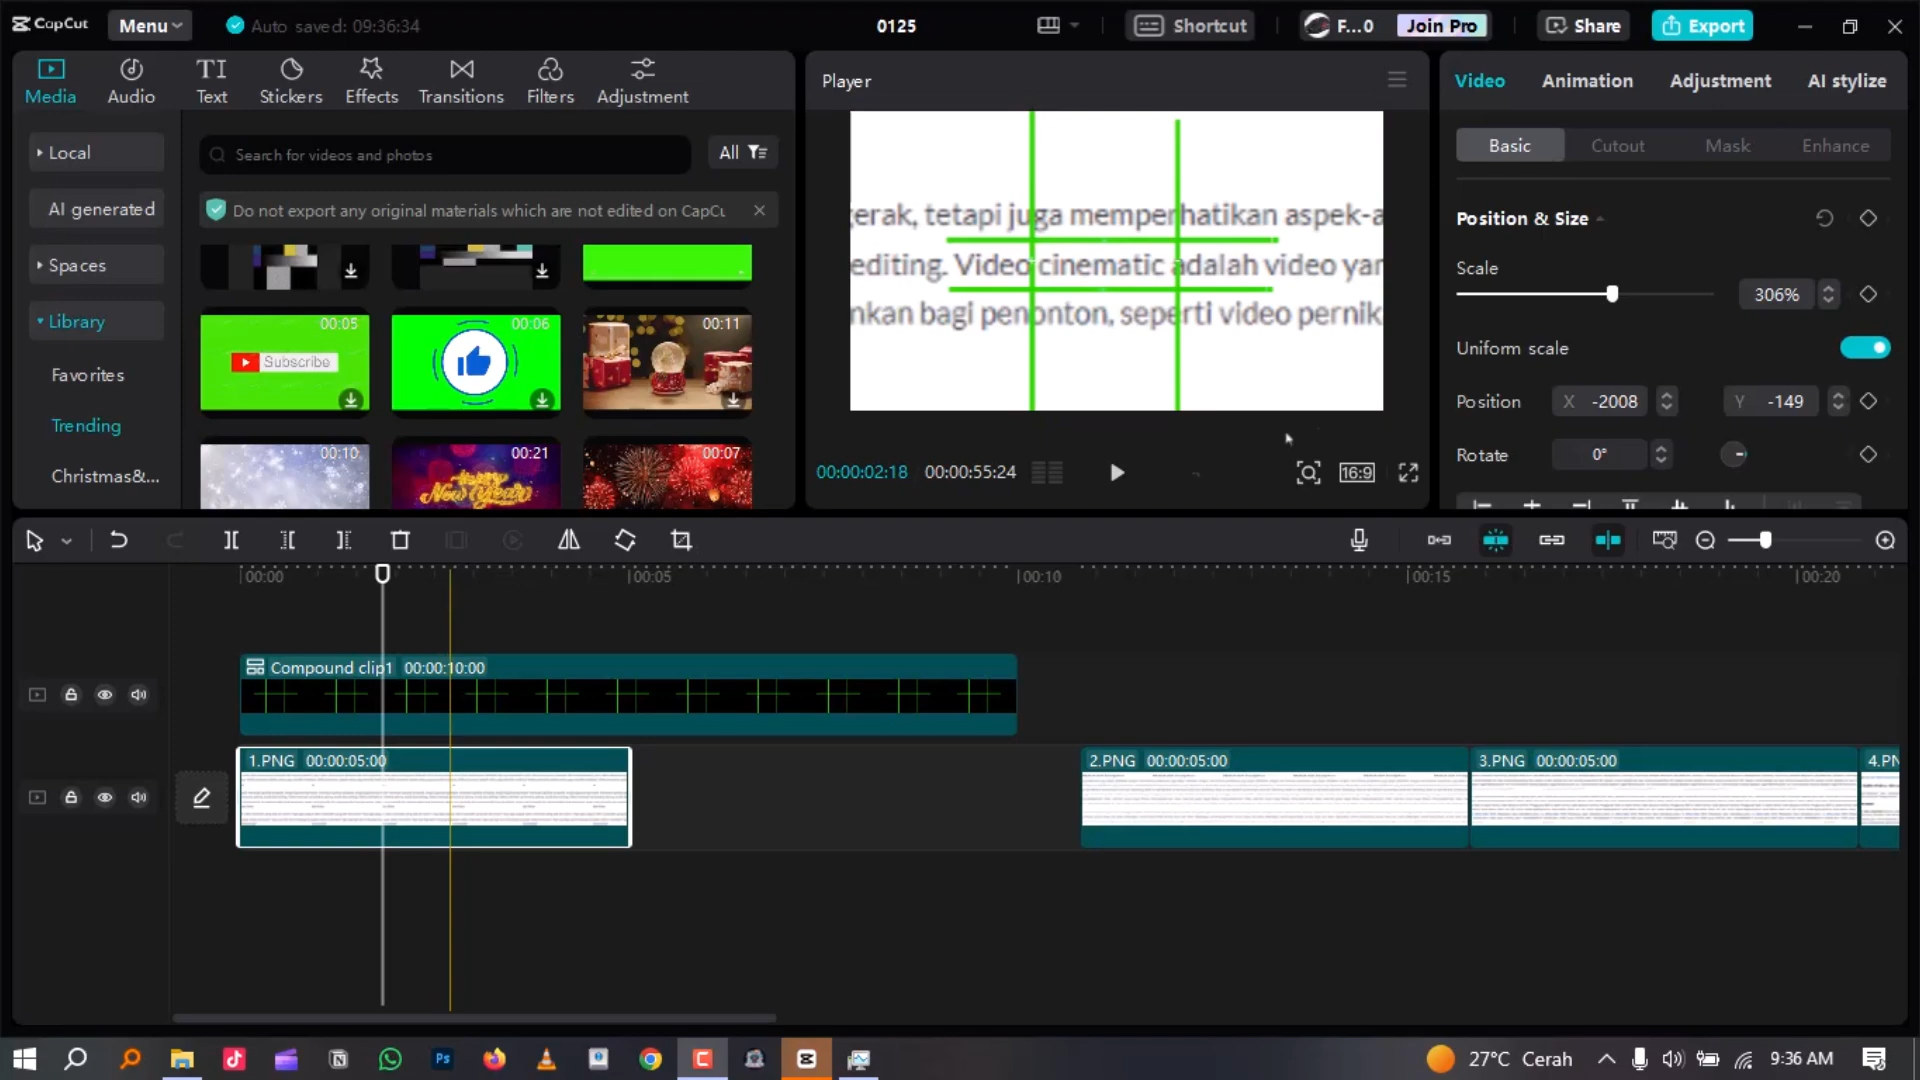 CapCut Menu Auto saved: 09:36:34 0125 Shortcut F...0 Join Pro Share Export
Media Audio Text Stickers Effects Transitions Filters Adjustment
Local
AI generated
Spaces
Library
Favorites
Trending
Christmas&...
Search for videos and photos All
Do not export any original materials which are not edited on CapCu
00:05 00:06 00:11
Subscribe
00:10 00:21 00:07
Happy
New Year
Player
gerak, tetapi juga memperhatikan aspek-a
editing. Video cinematic adalah video yan
nkan bagi penonton, seperti video pernik
00:00:02:18 00:00:55:24 16:9
Video Animation Adjustment AI stylize
Basic Cutout Mask Enhance
Position & Size
Scale
306%
Uniform scale
Position X -2008 Y -149
Rotate 0°
00:00 00:05 00:10 00:15 00:20
Compound clip1 00:00:10:00
1.PNG 00:00:05:00 2.PNG 00:00:05:00 3.PNG 00:00:05:00 4.PN
Ps 27°C Cerah 9:36 AM